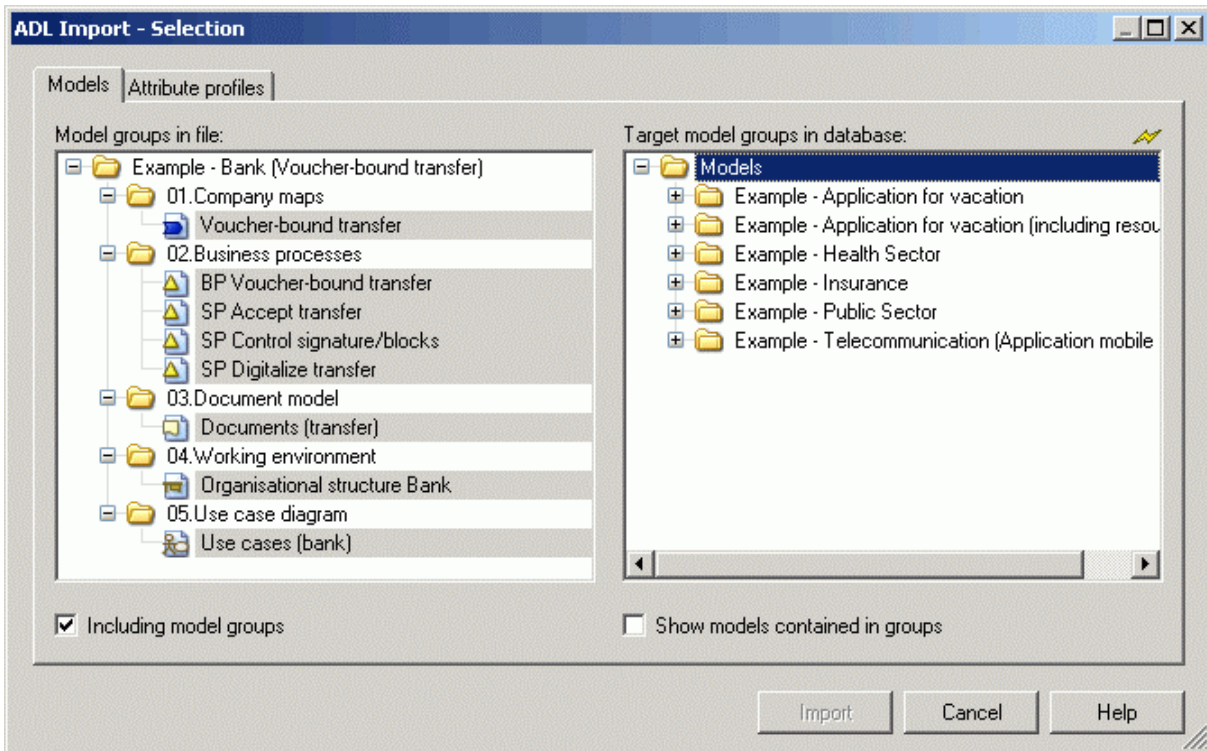 ADL Import - Selection
Models
Attribute profiles
Model groups in file:
Example - Bank (Voucher-bound transfer)
01.Company maps
Voucher-bound transfer
02.Business processes
BP Voucher-bound transfer
SP Accept transfer
SP Control signature/blocks
SP Digitalize transfer
03.Document model
Documents (transfer)
04.Working environment
Organisational structure Bank
05.Use case diagram
Use cases (bank)
Including model groups
Target model groups in database:
Models
Example - Application for vacation
Example - Application for vacation (including resou
Example - Health Sector
Example - Insurance
Example - Public Sector
Example - Telecommunication (Application mobile
Show models contained in groups
Import
Cancel
Help